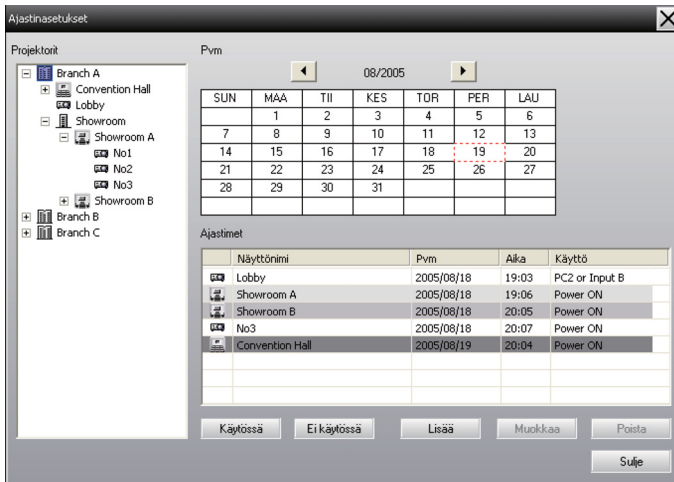 Ajastinasetukset
Projektorit
Branch A
Convention Hall
Lobby
Showroom
Showroom A
No1
No2
No3
Showroom B
Branch B
Branch C
Pvm
08/2005
SUN MAA TII KES TOR PER LAU
1 2 3 4 5 6
7 8 9 10 11 12 13
14 15 16 17 18 19 20
21 22 23 24 25 26 27
28 29 30 31
Ajastimet
Näyttönimi Pvm Aika Käyttö
Lobby 2005/08/18 19:03 PC2 or Input B
Showroom A 2005/08/18 19:06 Power ON
Showroom B 2005/08/18 20:05 Power ON
No3 2005/08/18 20:07 Power ON
Convention Hall 2005/08/19 20:04 Power ON
Käytössä Ei käytössä Lisää Muokkaa Poista
Sulje